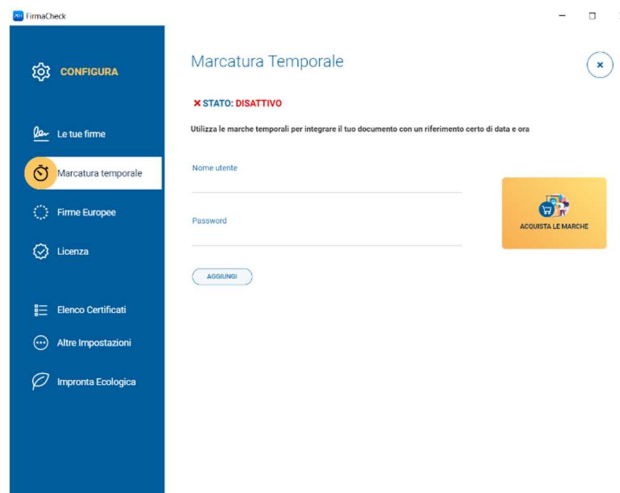 FirmaCheck
CONFIGURA
Le tue firme
Marcatura temporale
Firme Europee
Licenza
Elenco Certificati
Altre Impostazioni
Impronta Ecologica
Marcatura Temporale
STATO: DISATTIVO
Utilizza le marche temporali per integrare il tuo documento con un riferimento certo di data e ora
Nome utente
Password
AGGIUNGI
ACQUISTA LE MARCHE